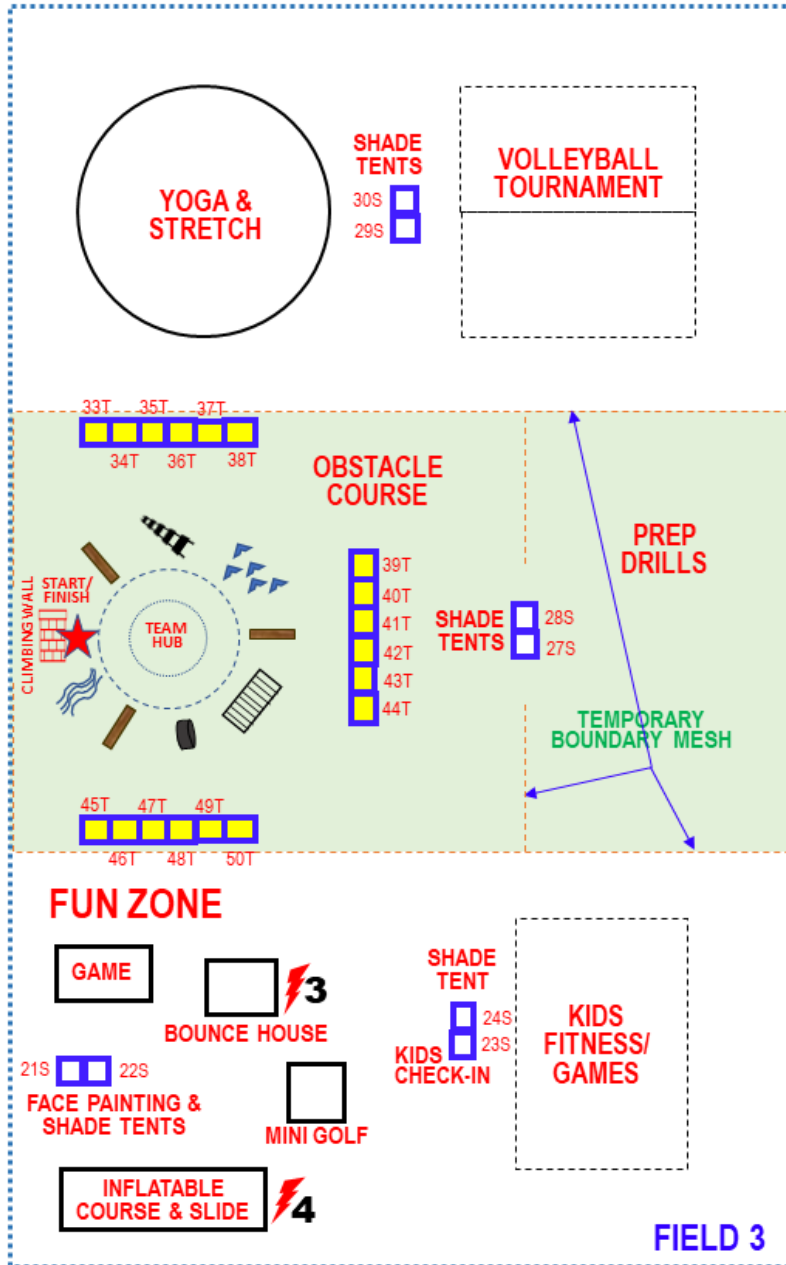 SHADE
TENTS
30S
29S
YOGA &
STRETCH
VOLLEYBALL
TOURNAMENT
33T 35T 37T
34T 36T 38T
OBSTACLE
COURSE
PREP
DRILLS
CLIMBING WALL
START/
FINISH
TEAM
HUB
39T
40T
41T
42T
43T
44T
SHADE
TENTS
28S
27S
TEMPORARY
BOUNDARY MESH
45T 47T 49T
46T 48T 50T
FUN ZONE
GAME
3
BOUNCE HOUSE
21S 22S
FACE PAINTING &
SHADE TENTS
MINI GOLF
INFLATABLE
COURSE & SLIDE
4
SHADE
TENT
24S
23S
KIDS
CHECK-IN
KIDS
FITNESS/
GAMES
FIELD 3